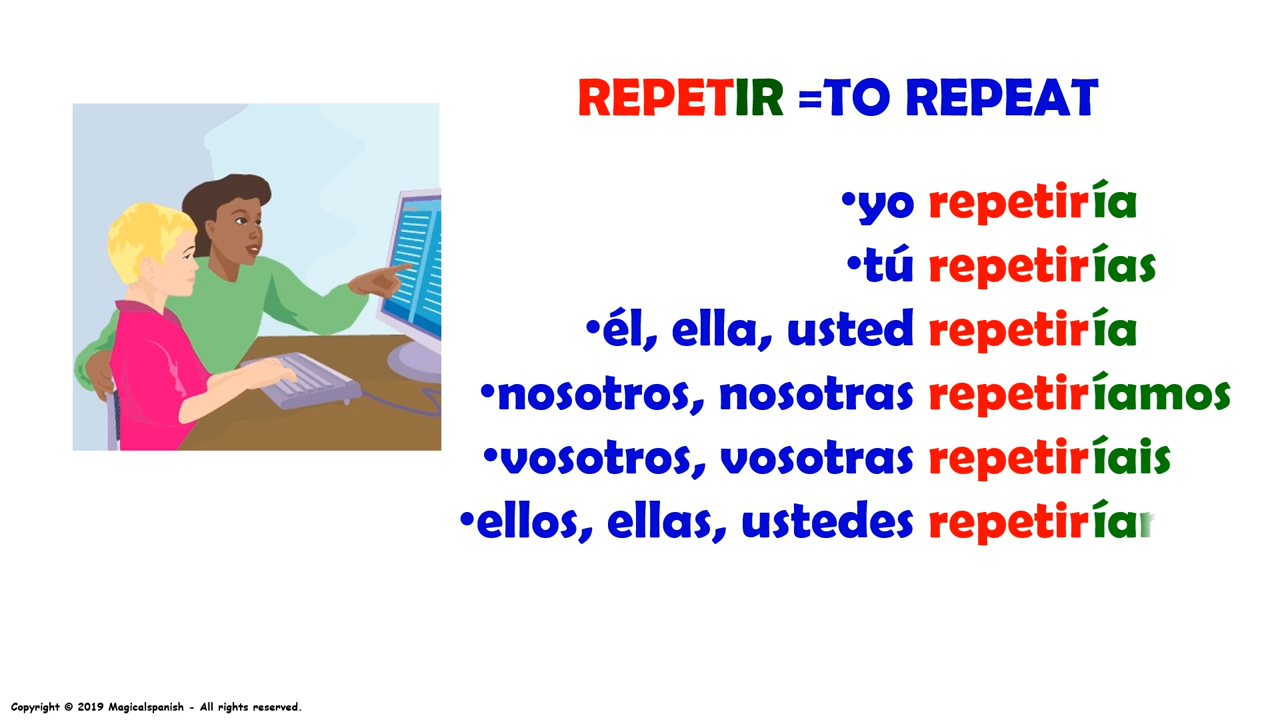 REPETIR =TO REPEAT
•yo repetiría
•tú repetirías
•él, ella, usted repetiría
•nosotros, nosotras repetiríamos
•vosotros, vosotras repetiríais
•ellos, ellas, ustedes
Copyright © 2019 Magicalspanish - All rights reserved.